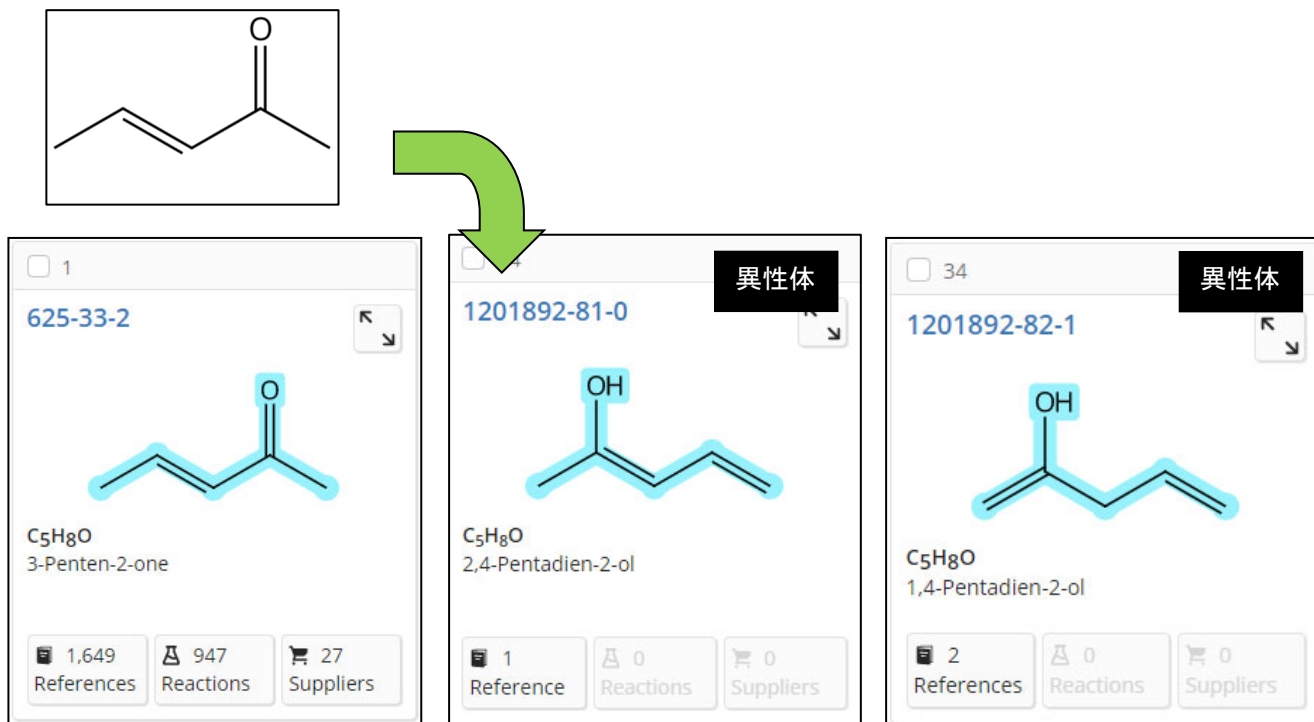 O
1
625-33-2
O
C5H8O
3-Penten-2-one
1,649
References
947
Reactions
27
Suppliers
4
異性体
1201892-81-0
OH
C5H8O
2,4-Pentadien-2-ol
1
Reference
0
Reactions
0
Suppliers
34
異性体
1201892-82-1
OH
C5H8O
1,4-Pentadien-2-ol
2
References
0
Reactions
0
Suppliers